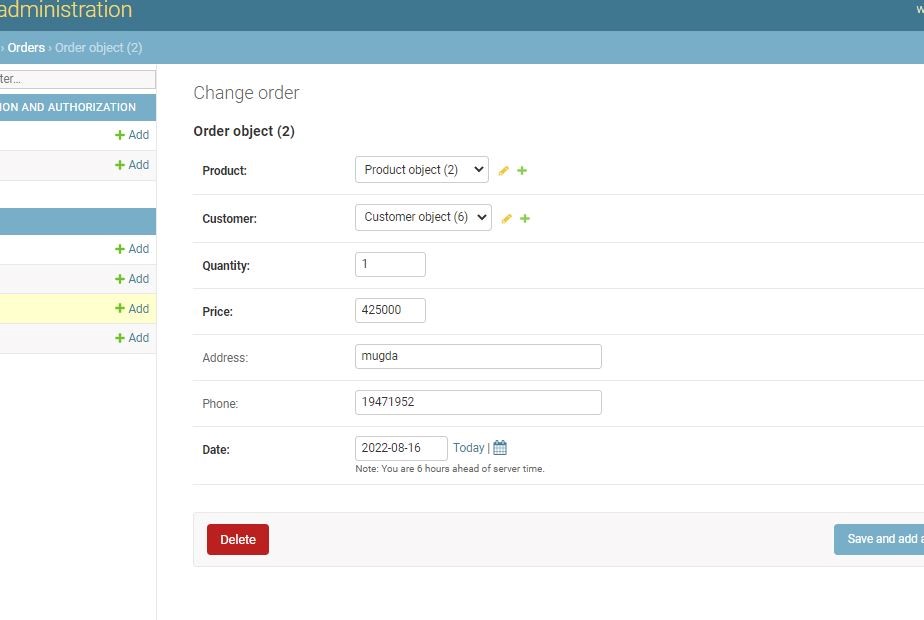 administration
w
› Orders › Order object (2)
ter...
ION AND AUTHORIZATION
+ Add
+ Add
+ Add
+ Add
+ Add
+ Add
Change order
Order object (2)
Product: Product object (2)
Customer: Customer object (6)
Quantity: 1
Price: 425000
Address: mugda
Phone: 19471952
Date: 2022-08-16 Today |
Note: You are 6 hours ahead of server time.
Delete
Save and add a